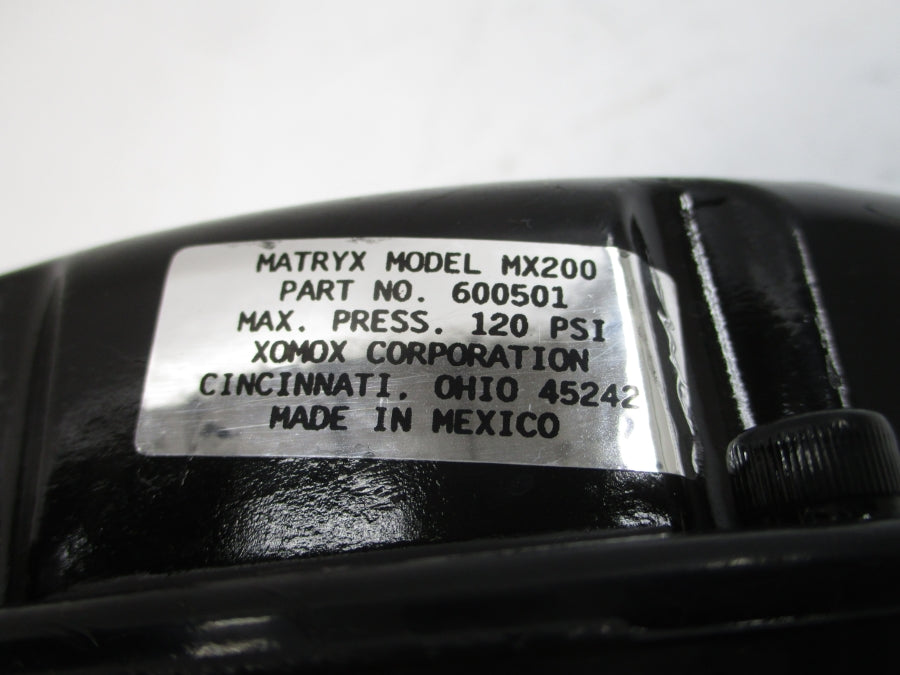 MATRYX MODEL MX200
PART NO. 600501
MAX. PRESS. 120 PSI
XOMOX CORPORATION
CINCINNATI, OHIO 45242
MADE IN MEXICO